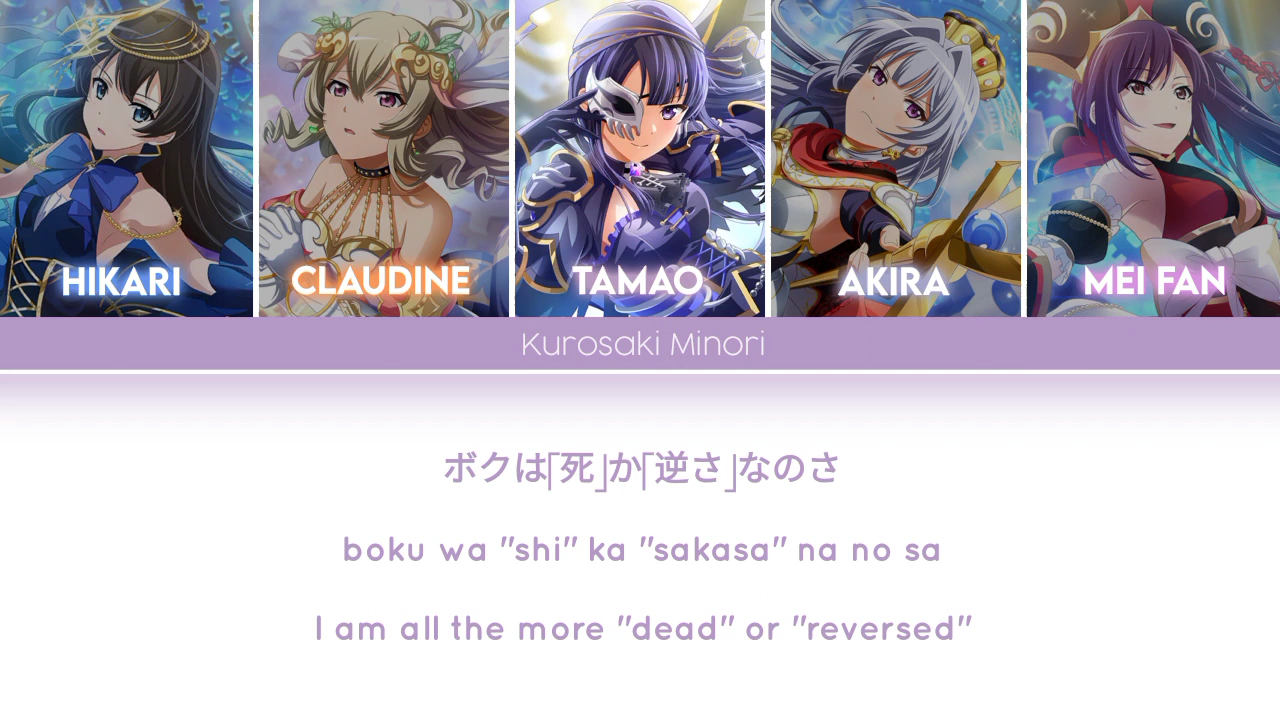 HIKARI
CLAUDINE
TAMAO
AKIRA
MEI FAN
Kurosaki Minori
ボクは「死」か「逆さ」なのさ
boku wa "shi" ka "sakasa" na no sa
I am all the more "dead" or "reversed"